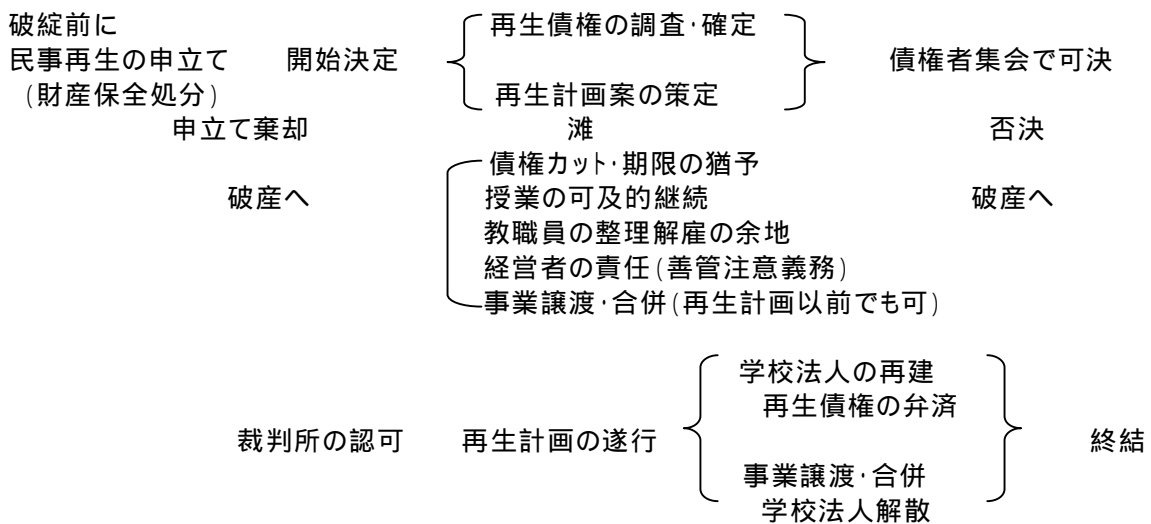 破綻前に
民事再生の申立て 開始決定 再生債権の調査・確定 債権者集会で可決
(財産保全処分) 再生計画案の策定
申立て棄却 滩 否決
債権カット・期限の猶予
破産へ 授業の可及的継続 破産へ
教職員の整理解雇の余地
経営者の責任(善管注意義務)
事業譲渡・合併(再生計画以前でも可)
学校法人の再建
再生債権の弁済
裁判所の認可 再生計画の遂行 終結
事業譲渡・合併
学校法人解散